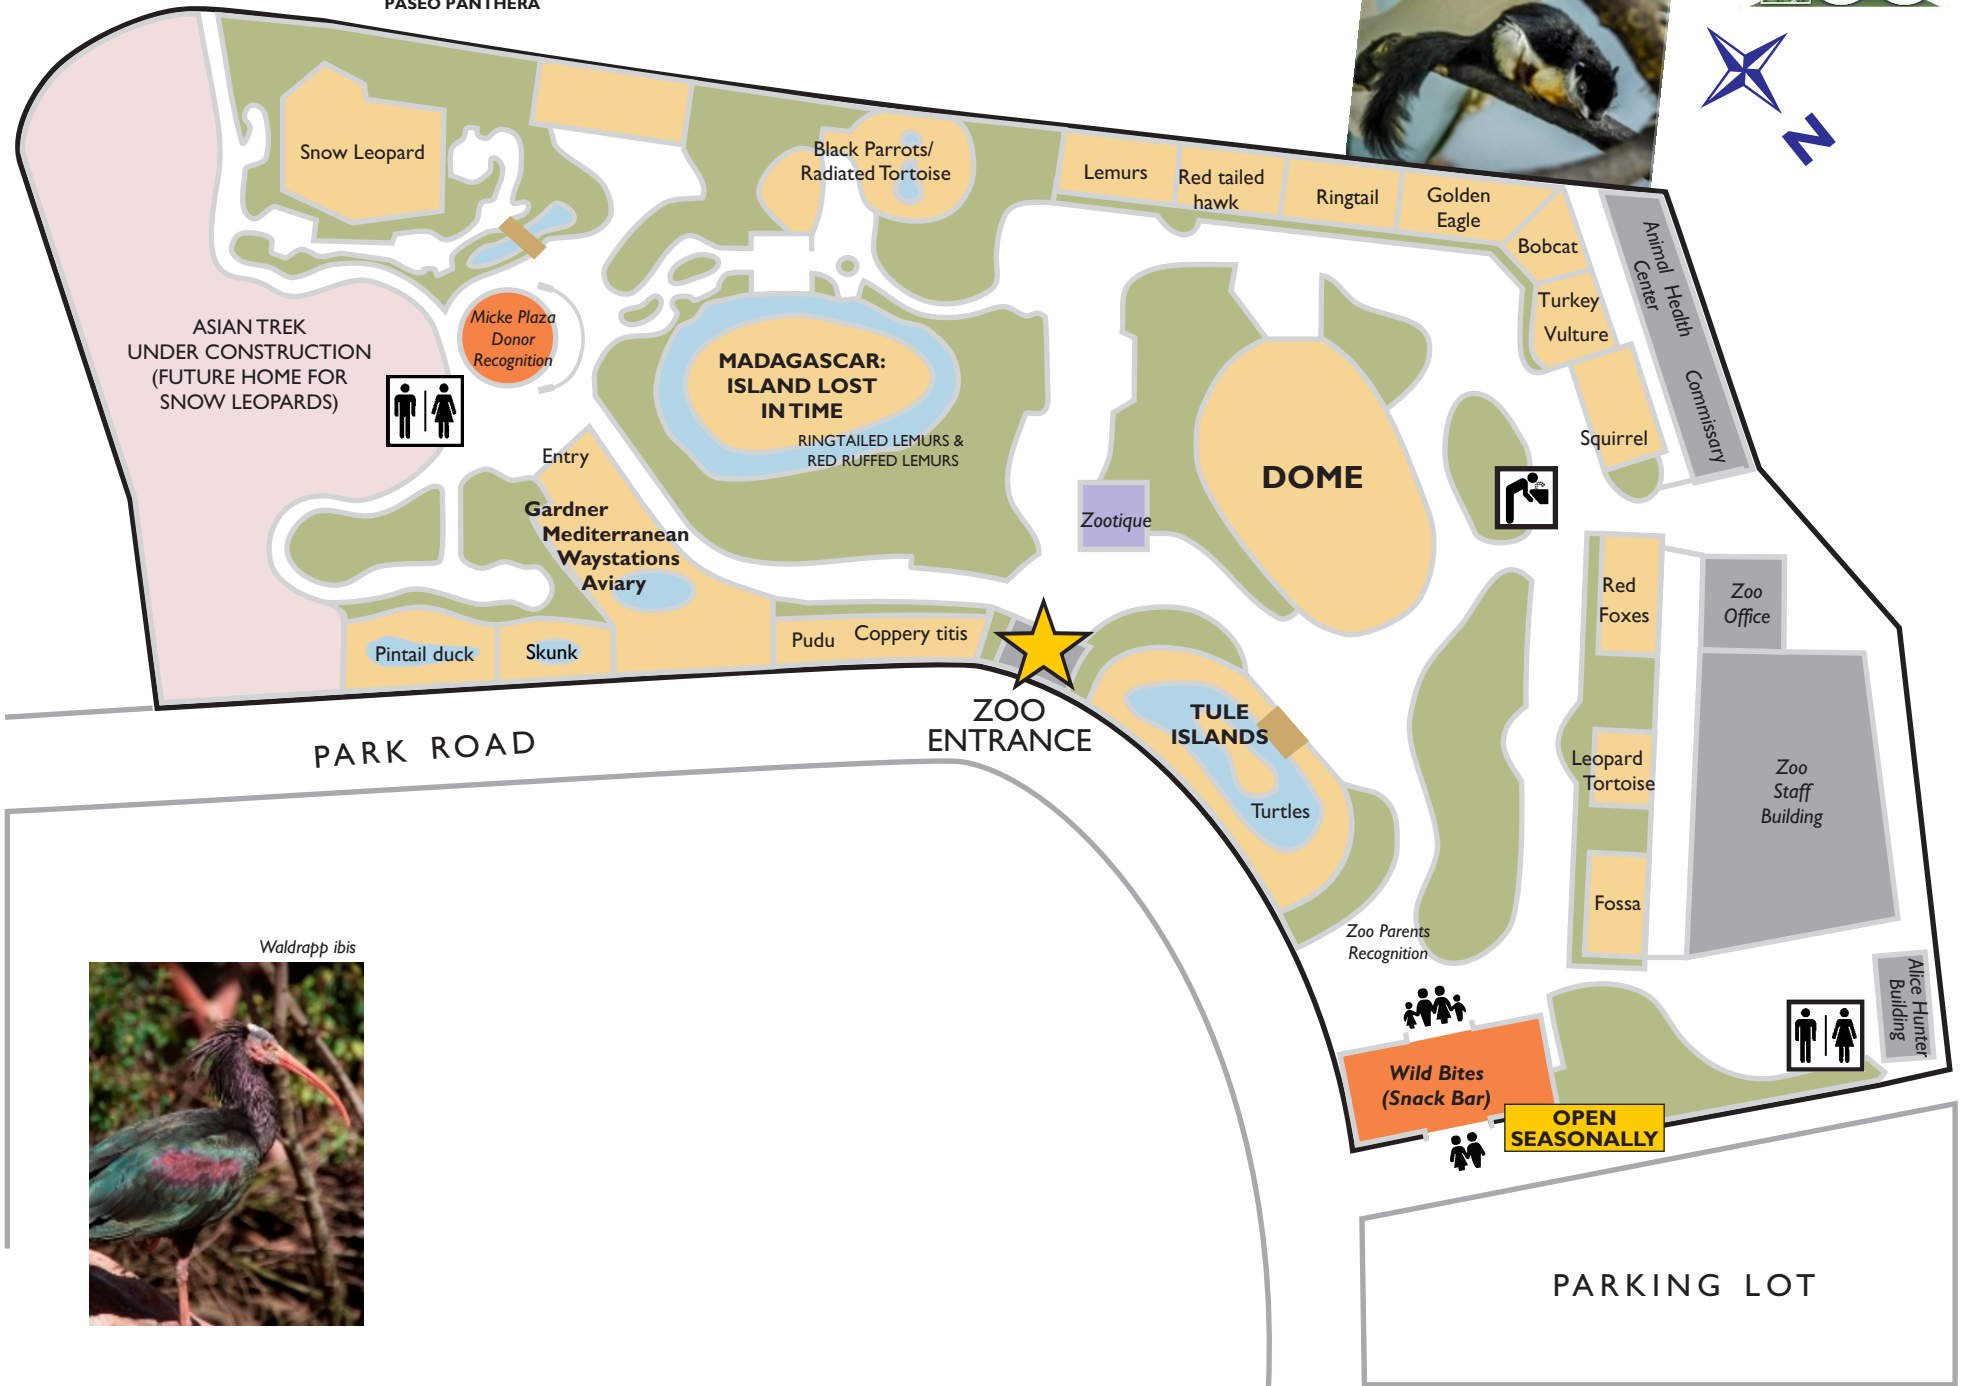 PASEO PANTHERA
N
Snow Leopard
Black Parrots/
Radiated Tortoise
Lemurs
Red tailed
hawk
Ringtail
Golden
Eagle
Bobcat
Turkey
Vulture
Squirrel
Animal Health
Center
Commissary
ASIAN TREK
UNDER CONSTRUCTION
(FUTURE HOME FOR
SNOW LEOPARDS)
Micke Plaza
Donor
Recognition
MADAGASCAR:
ISLAND LOST
IN TIME
RINGTAILED LEMURS &
RED RUFFED LEMURS
Entry
Gardner
Mediterranean
Waystations
Aviary
Zootique
DOME
Pintail duck
Skunk
Pudu
Coppery titis
ZOO
ENTRANCE
PARK ROAD
TULE
ISLANDS
Turtles
Red
Foxes
Leopard
Tortoise
Fossa
Zoo
Office
Zoo
Staff
Building
Zoo Parents
Recognition
Alice Hunter
Building
Wild Bites
(Snack Bar)
OPEN
SEASONALLY
PARKING LOT
Waldrapp ibis